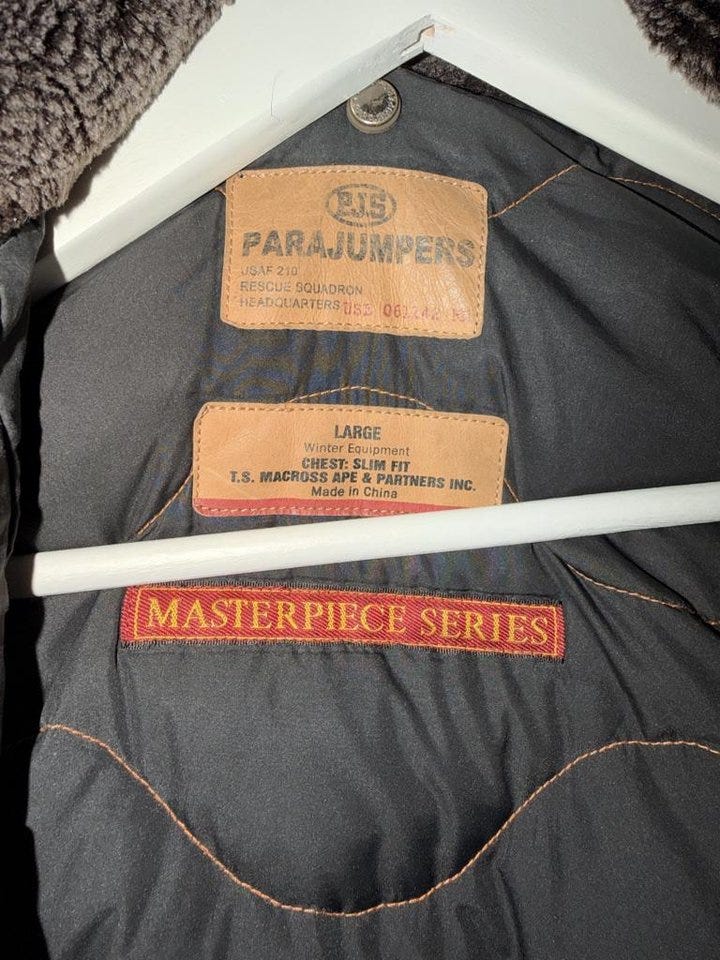 PJS
PARAJUMPERS
USAF 210
RESCUE SQUADRON
HEADQUARTERS
LARGE
Winter Equipment
CHEST: SLIM FIT
T.S. MACROSS APE & PARTNERS INC.
Made in China
MASTERPIECE SERIES